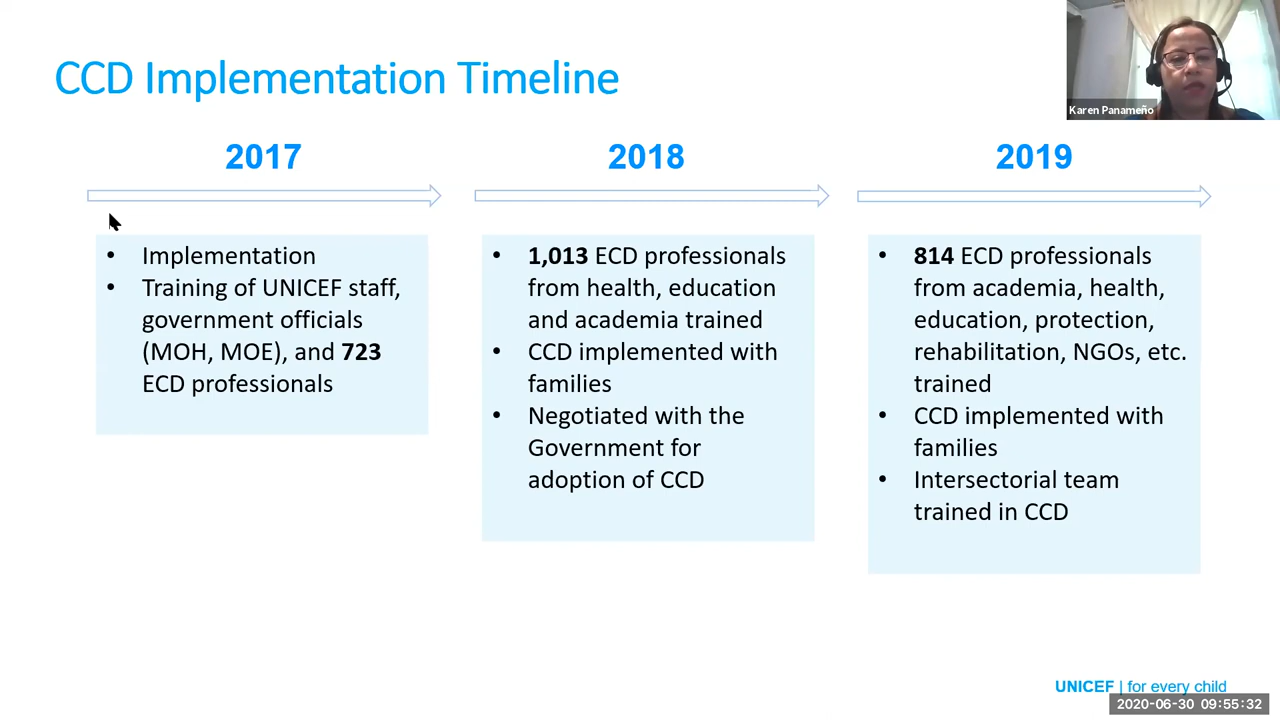 CCD Implementation Timeline
Karen Panameño
2017
2018
2019
• Implementation
• Training of UNICEF staff,
government officials
(MOH, MOE), and 723
ECD professionals
• 1,013 ECD professionals
from health, education
and academia trained
• CCD implemented with
families
• Negotiated with the
Government for
adoption of CCD
• 814 ECD professionals
from academia, health,
education, protection,
rehabilitation, NGOs, etc.
trained
• CCD implemented with
families
• Intersectorial team
trained in CCD
UNICEF | for every child
2020-06-30 09:55:32